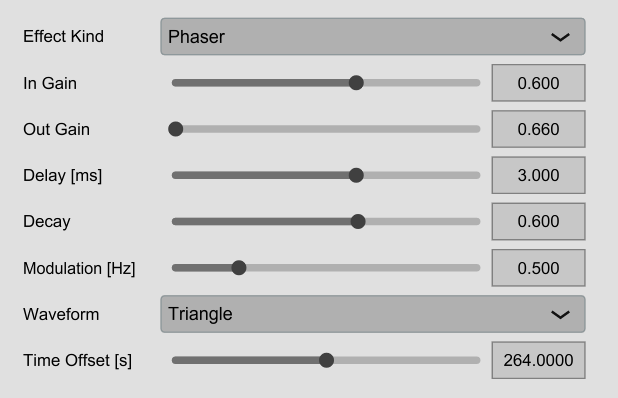 Effect Kind Phaser
In Gain 0.600
Out Gain 0.660
Delay [ms] 3.000
Decay 0.600
Modulation [Hz] 0.500
Waveform Triangle
Time Offset [s] 264.0000